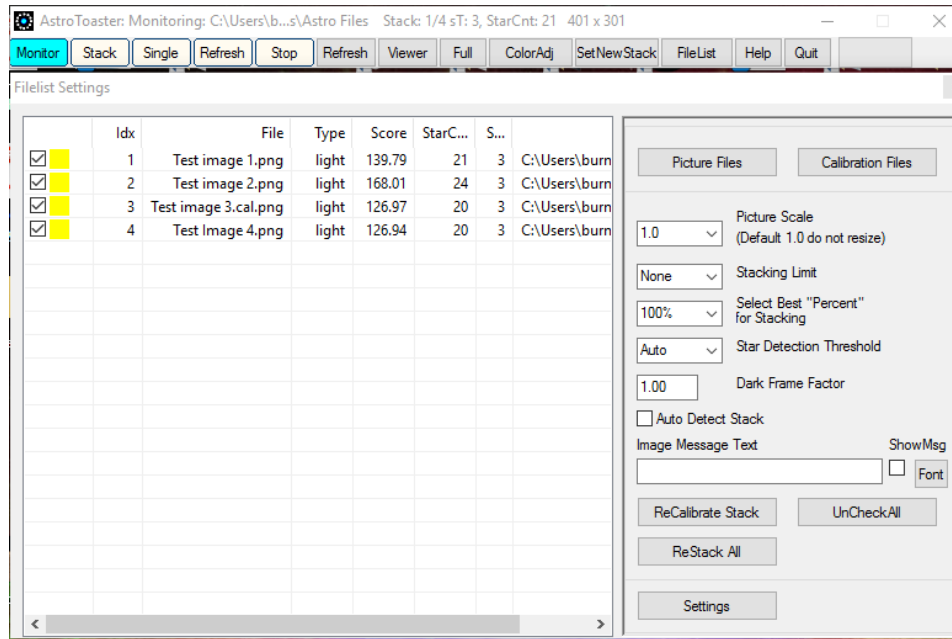 AstroToaster: Monitoring: C:\Users\b...s\Astro Files Stack: 1/4 sT: 3, StarCnt: 21 401 x 301
Monitor Stack Single Refresh Stop Refresh Viewer Full ColorAdj SetNewStack FileList Help Quit
Filelist Settings
Idx File Type Score StarC... S...
1 Test image 1.png light 139.79 21 3 C:\Users\burn
2 Test image 2.png light 168.01 24 3 C:\Users\burn
3 Test image 3.cal.png light 126.97 20 3 C:\Users\burn
4 Test Image 4.png light 126.94 20 3 C:\Users\burn
Picture Files Calibration Files
1.0 Picture Scale
(Default 1.0 do not resize)
None Stacking Limit
100% Select Best "Percent"
for Stacking
Auto Star Detection Threshold
1.00 Dark Frame Factor
Auto Detect Stack
Image Message Text ShowMsg
Font
ReCalibrate Stack UnCheckAll
ReStack All
Settings